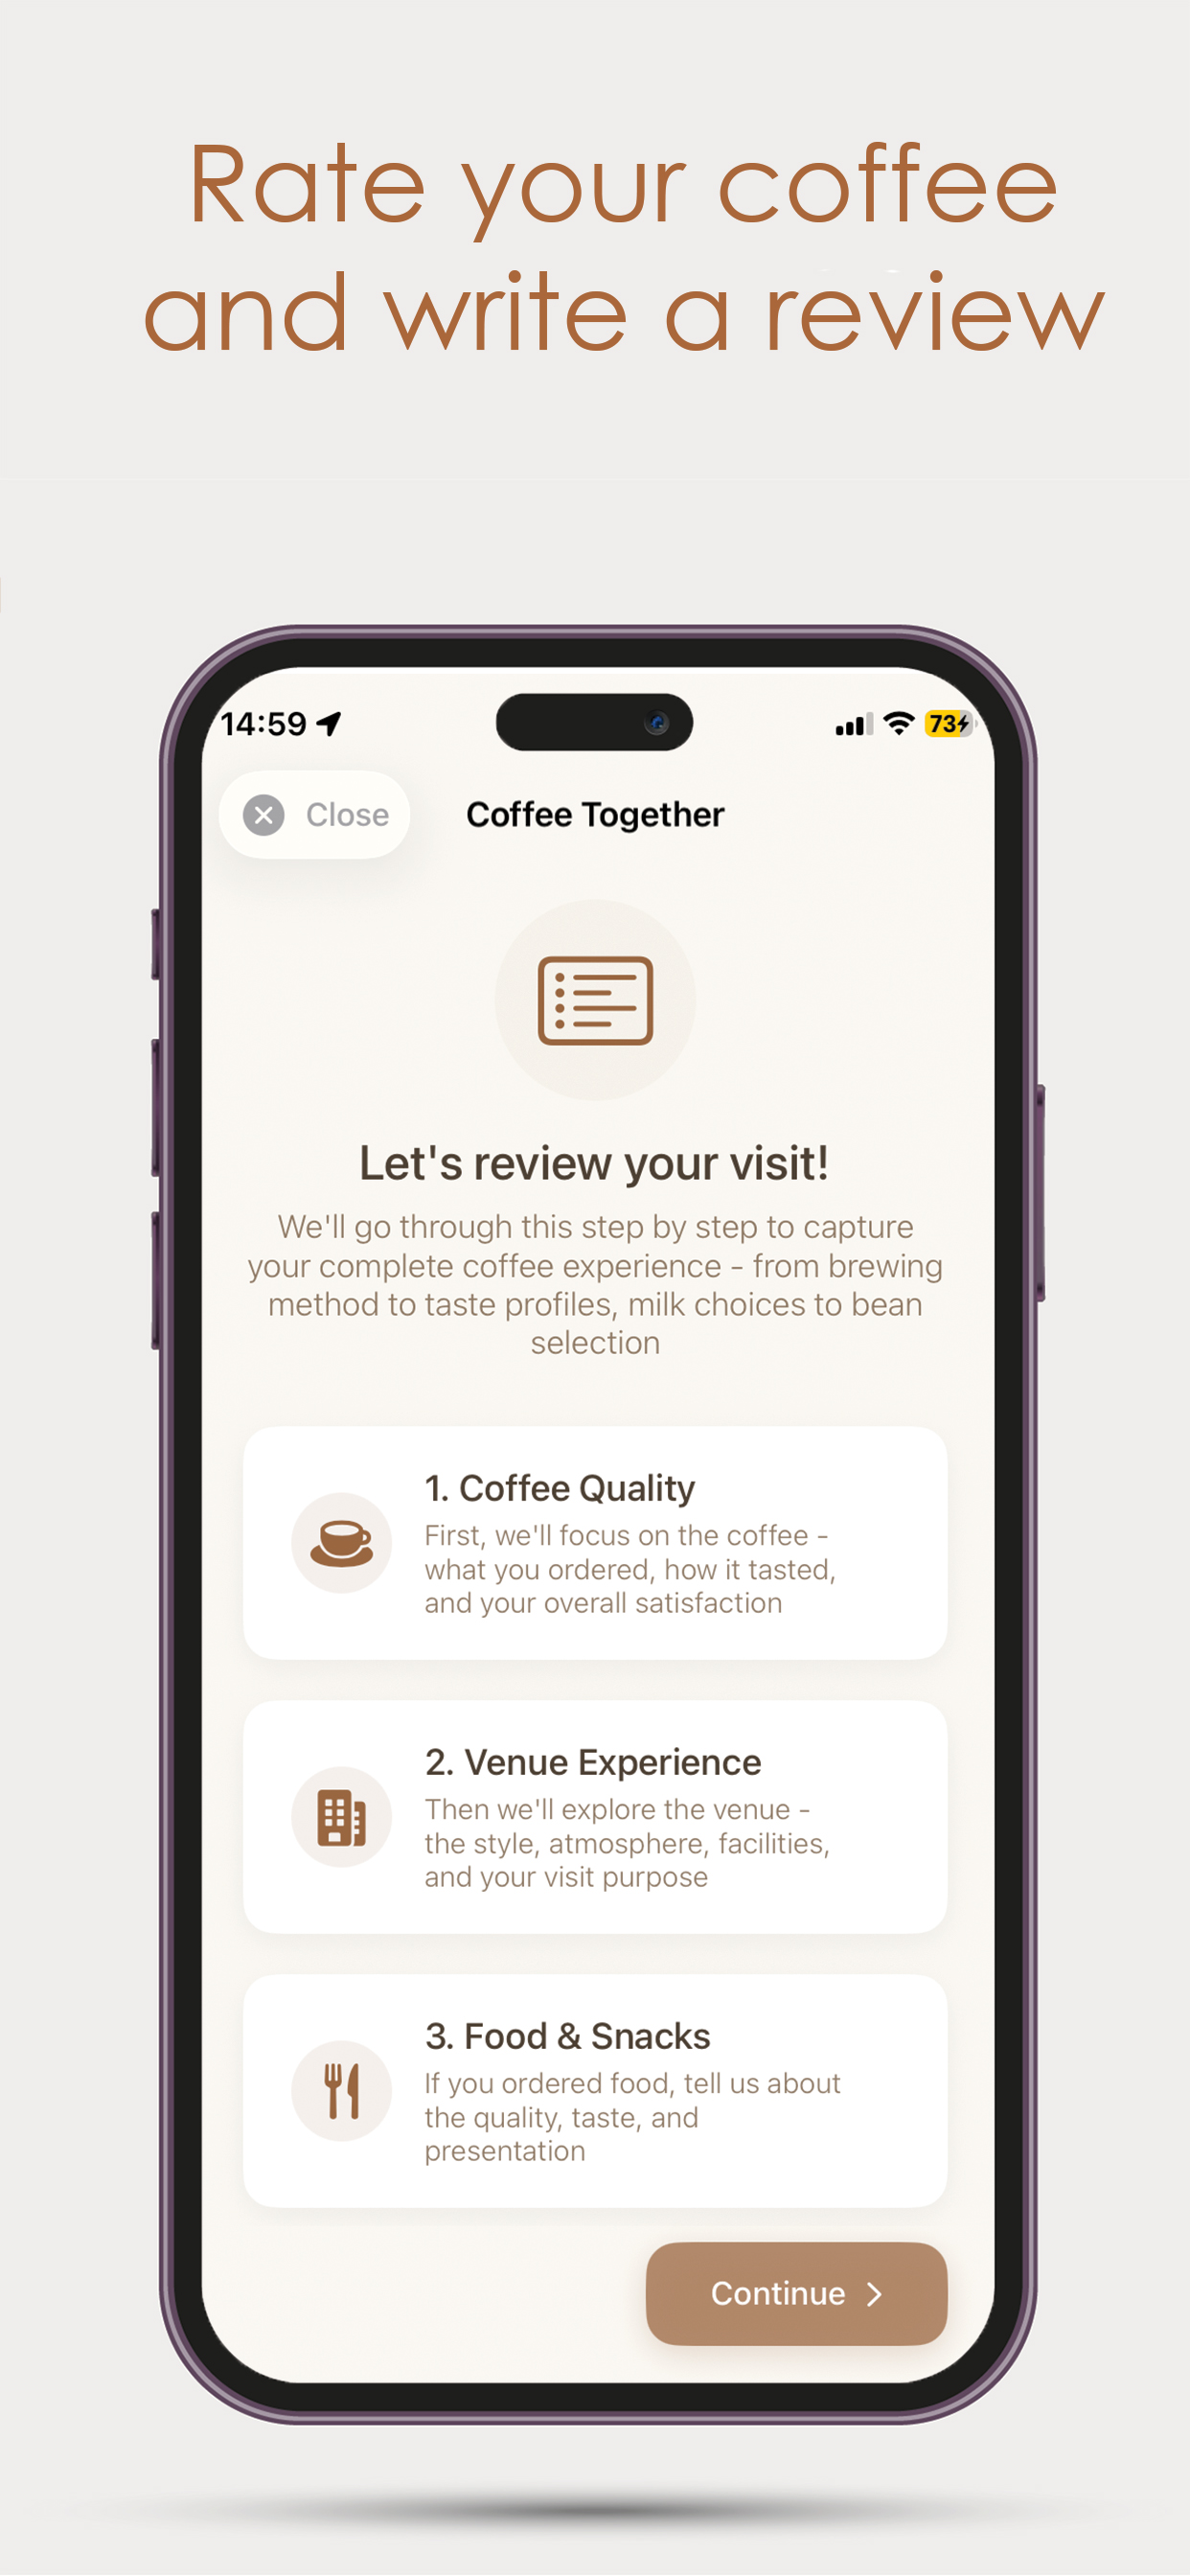 Rate your coffee
and write a review
14:59
73
Close
Coffee Together
Let's review your visit!
We'll go through this step by step to capture
your complete coffee experience - from brewing
method to taste profiles, milk choices to bean
selection
1. Coffee Quality
First, we'll focus on the coffee -
what you ordered, how it tasted,
and your overall satisfaction
2. Venue Experience
Then we'll explore the venue -
the style, atmosphere, facilities,
and your visit purpose
3. Food & Snacks
If you ordered food, tell us about
the quality, taste, and
presentation
Continue